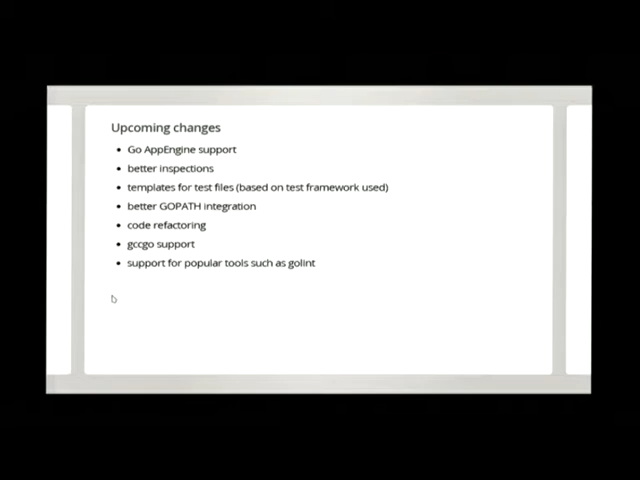 Upcoming changes
• Go AppEngine support
• better inspections
• templates for test files (based on test framework used)
• better GOPATH integration
• code refactoring
• gccgo support
• support for popular tools such as golint